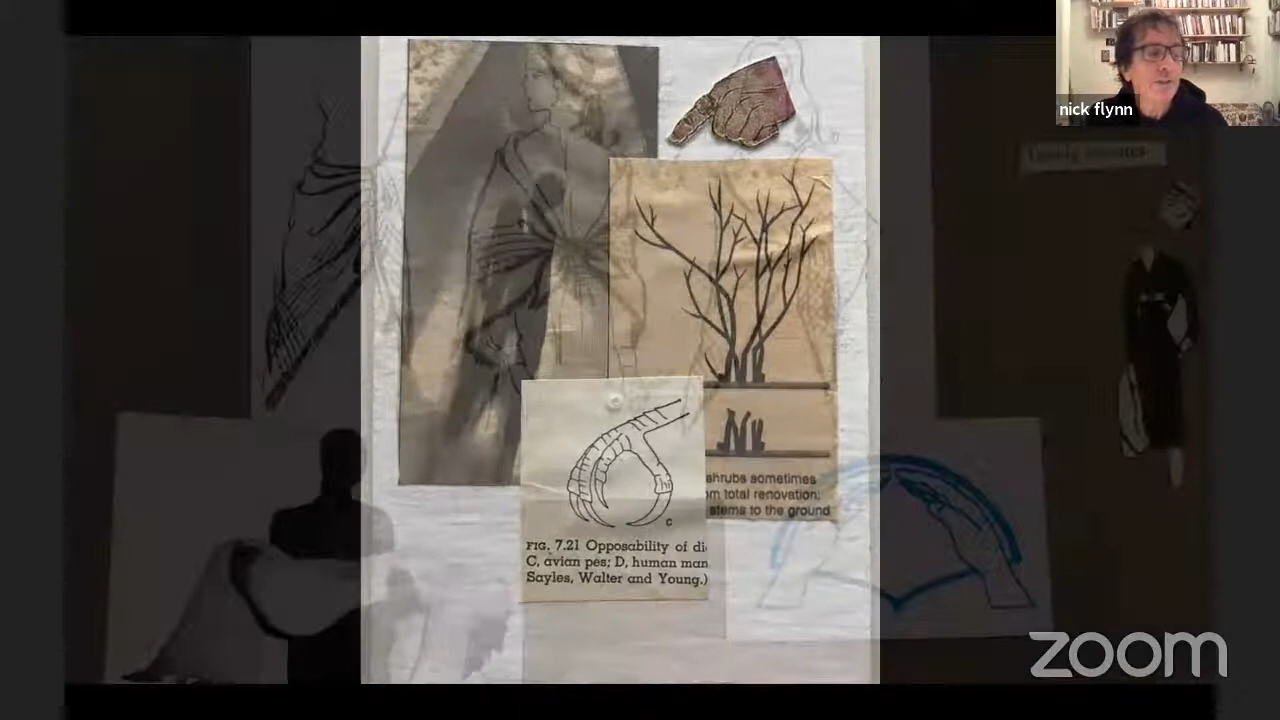 nick flynn
shrubs sometimes
om total renovation:
stems to the ground
C
FIG. 7.21 Opposability of di
C, avian pes; D, human man
Sayles, Walter and Young.)
zoom